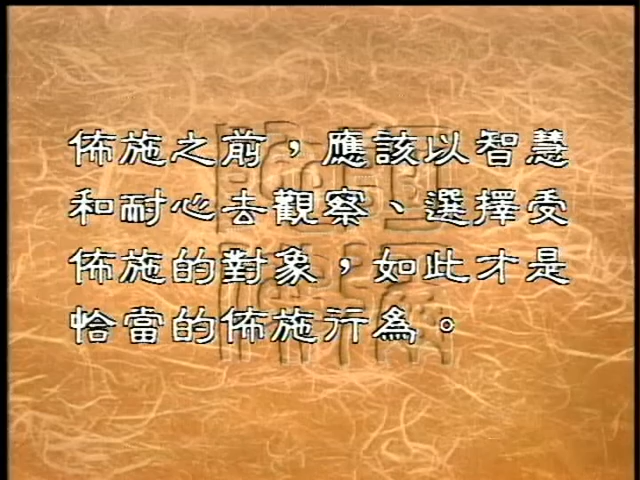 佈施之前，應該以智慧
和耐心去觀察、選擇受
佈施的對象，如此才是
恰當的佈施行為。